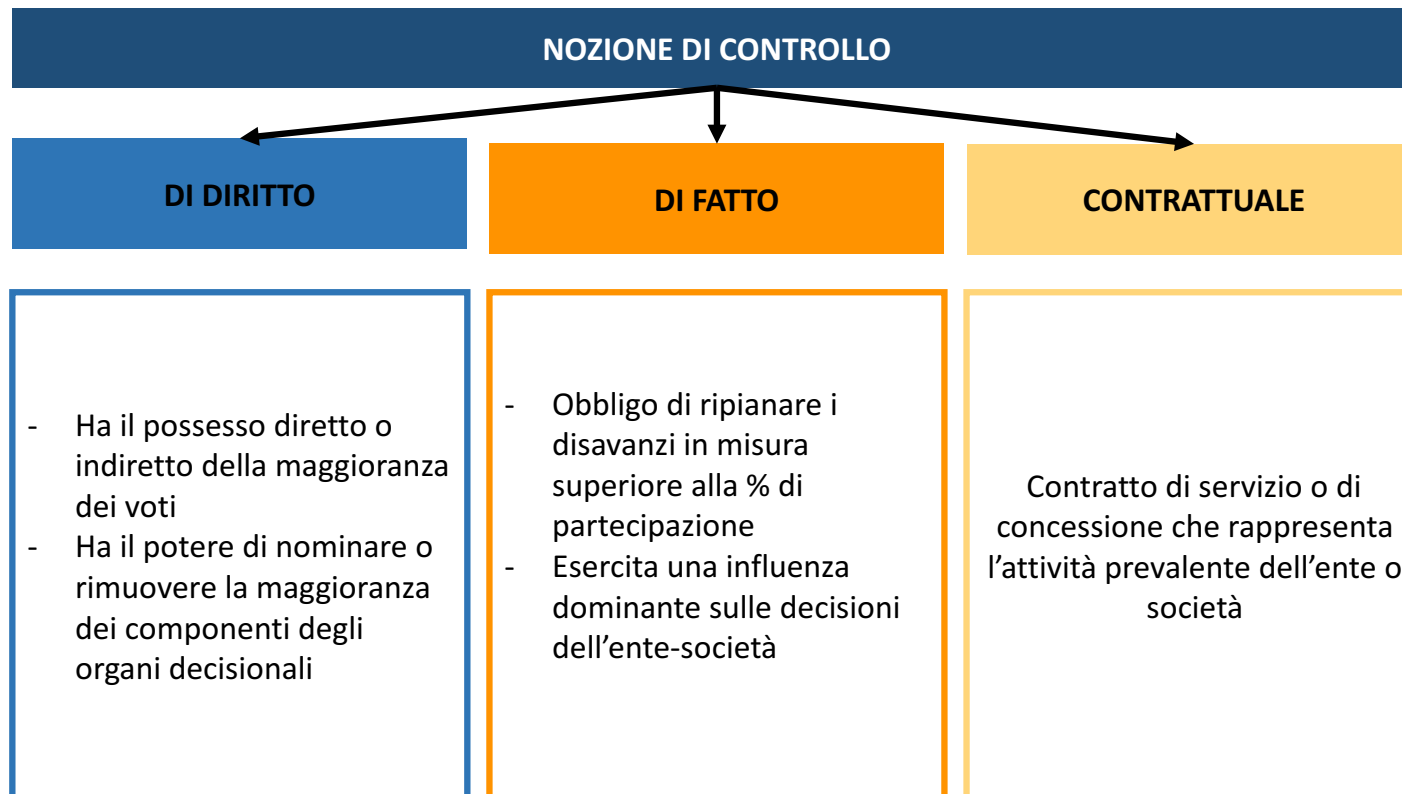 NOZIONE DI CONTROLLO
DI DIRITTO
DI FATTO
CONTRATTUALE
- Ha il possesso diretto o
indiretto della maggioranza
dei voti
- Ha il potere di nominare o
rimuovere la maggioranza
dei componenti degli
organi decisionali
- Obbligo di ripianare i
disavanzi in misura
superiore alla % di
partecipazione
- Esercita una influenza
dominante sulle decisioni
dell’ente-società
Contratto di servizio o di
concessione che rappresenta
l’attività prevalente dell’ente o
società